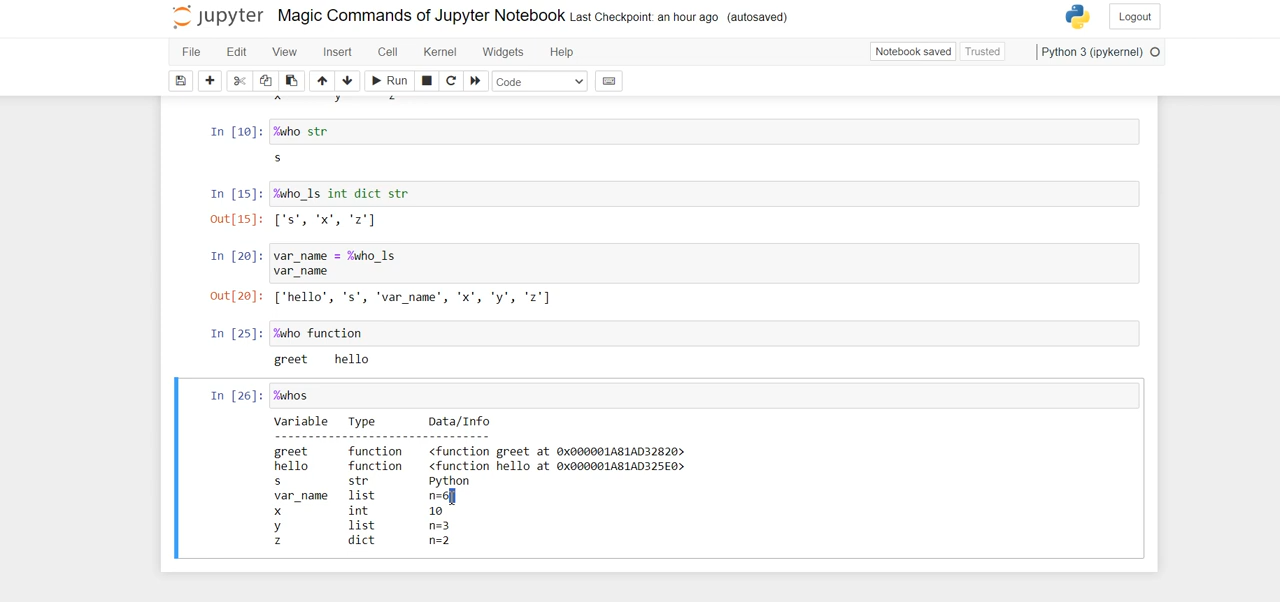 jupyter Magic Commands of Jupyter Notebook Last Checkpoint: an hour ago (autosaved) Logout
File Edit View Insert Cell Kernel Widgets Help Notebook saved Trusted Python 3 (ipykernel)
Run Code
x y z
In [10]: %who str
s
In [15]: %who_ls int dict str
Out[15]: ['s', 'x', 'z']
In [20]: var_name = %who_ls
var_name
Out[20]: ['hello', 's', 'var_name', 'x', 'y', 'z']
In [25]: %who function
greet hello
In [26]: %whos
Variable Type Data/Info
----------------------------------
greet function <function greet at 0x000001A81AD32820>
hello function <function hello at 0x000001A81AD325E0>
s str Python
var_name list n=6
x int 10
y list n=3
z dict n=2